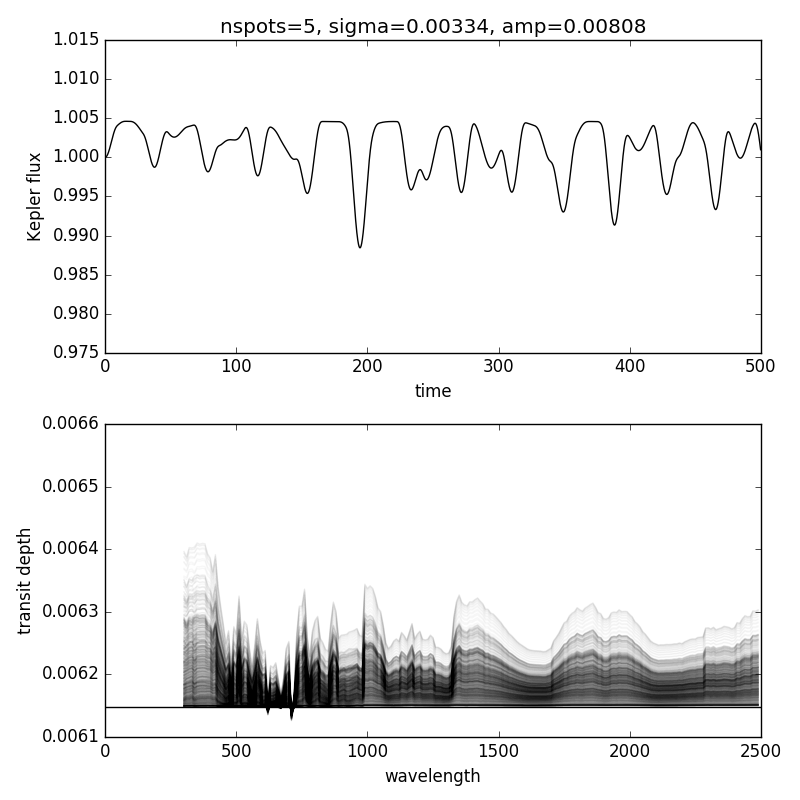 nspots=5, sigma=0.00334, amp=0.00808
1.015
1.010
1.005
1.000
0.995
0.990
0.985
0.980
0.975
Kepler flux
0 100 200 300 400 500
time
0.0066
0.0065
0.0064
0.0063
0.0062
0.0061
transit depth
0 500 1000 1500 2000 2500
wavelength